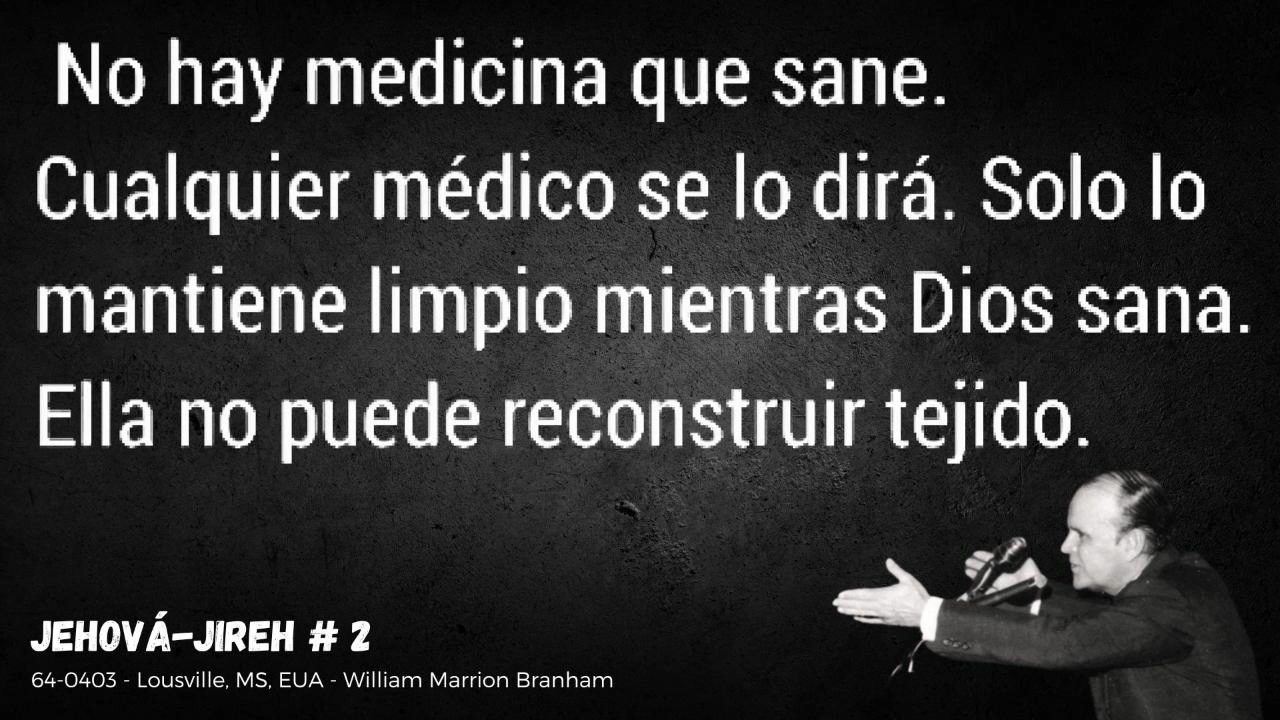 No hay medicina que sane.
Cualquier médico se lo dirá. Solo lo
mantiene limpio mientras Dios sana.
Ella no puede reconstruir tejido.
JEHOVÁ-JIREH # 2
64-0403 - Lousville, MS, EUA - William Marrion Branham